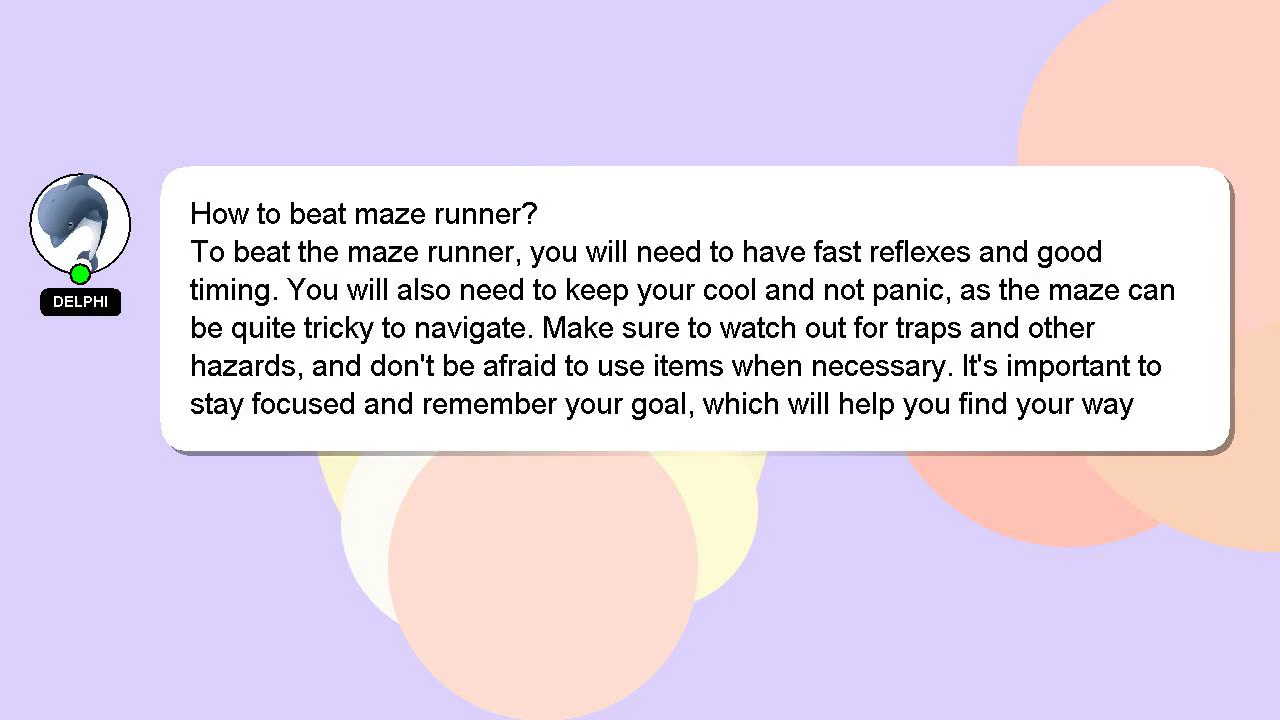 How to beat maze runner?
To beat the maze runner, you will need to have fast reflexes and good
timing. You will also need to keep your cool and not panic, as the maze can
be quite tricky to navigate. Make sure to watch out for traps and other
hazards, and don't be afraid to use items when necessary. It's important to
stay focused and remember your goal, which will help you find your way
DELPHI